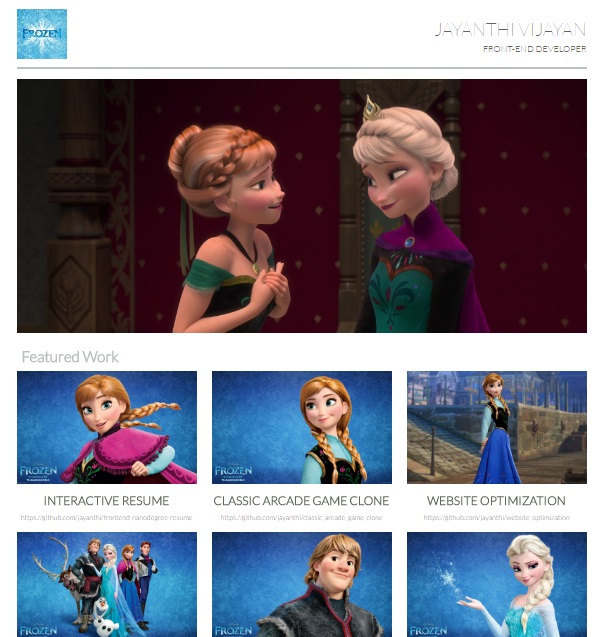 FROZEN
JAYANTHI VIJAYAN
FRONT-END DEVELOPER
Featured Work
FROZEN
FROZEN
INTERACTIVE RESUME
CLASSIC ARCADE GAME CLONE
WEBSITE OPTIMIZATION
https://github.com/jayanthi/frontend-nanodegree-resume
https://github.com/jayanthi/classic_arcade_game_clone
https://github.com/jayanthi/website_optimization
FROZEN
FROZEN
FROZEN